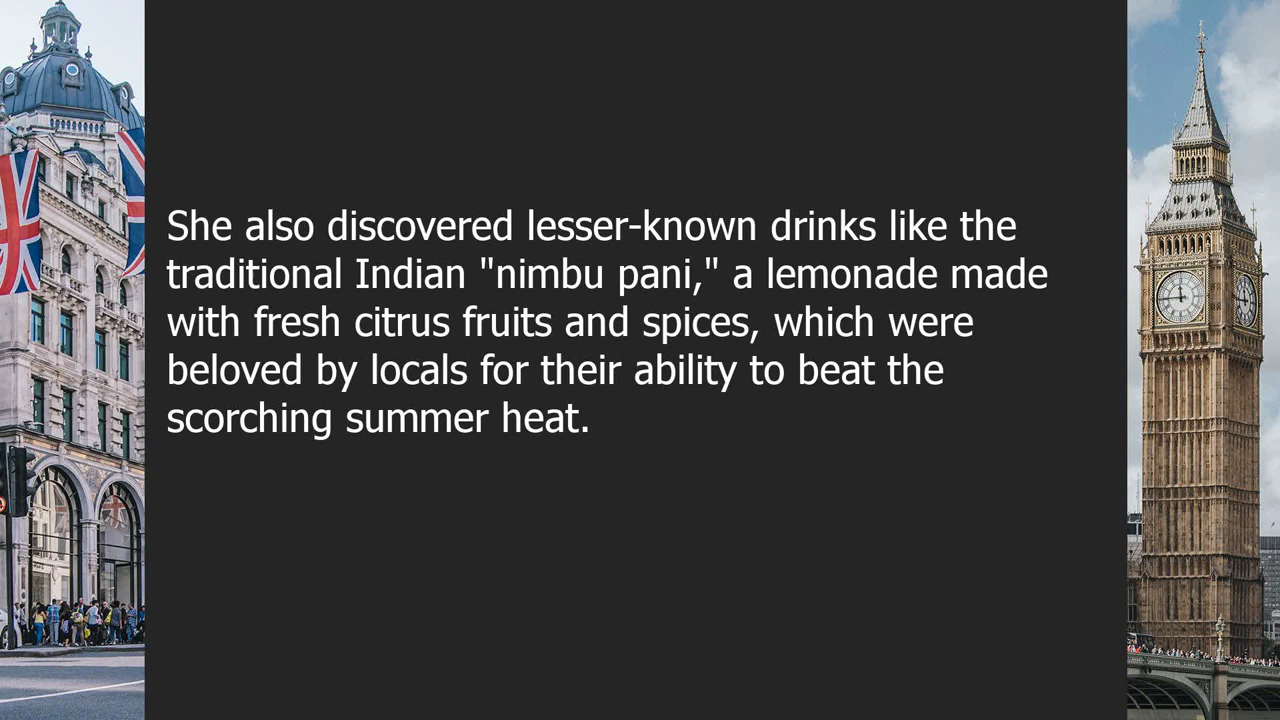 She also discovered lesser-known drinks like the
traditional Indian "nimbu pani," a lemonade made
with fresh citrus fruits and spices, which were
beloved by locals for their ability to beat the
scorching summer heat.